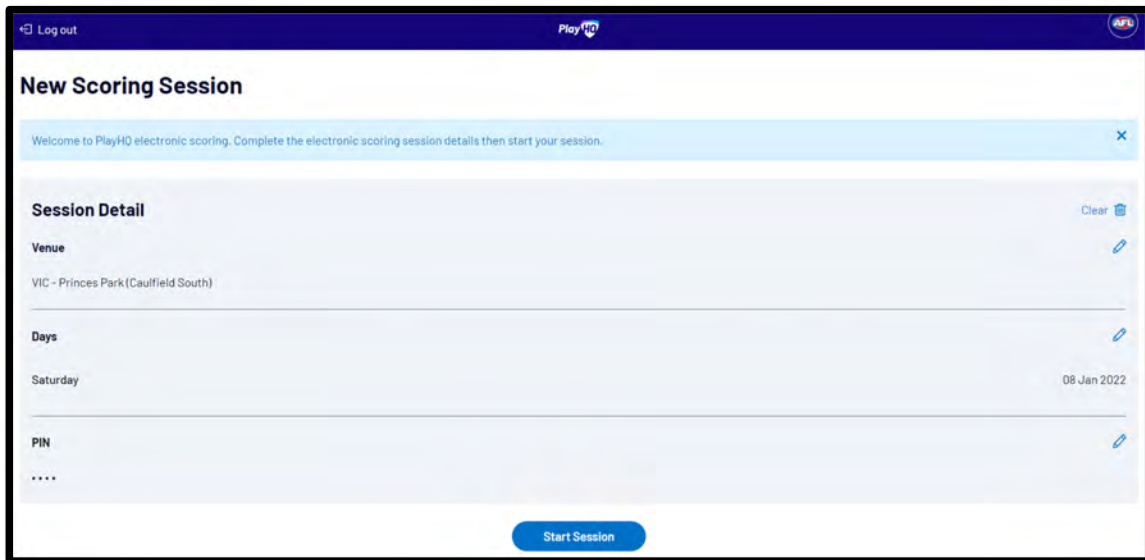 Log out
PlayHQ
AFL
New Scoring Session
Welcome to PlayHQ electronic scoring. Complete the electronic scoring session details then start your session.
Session Detail
Clear
Venue
VIC - Princes Park (Caulfield South)
Days
Saturday 08 Jan 2022
PIN
••••
Start Session